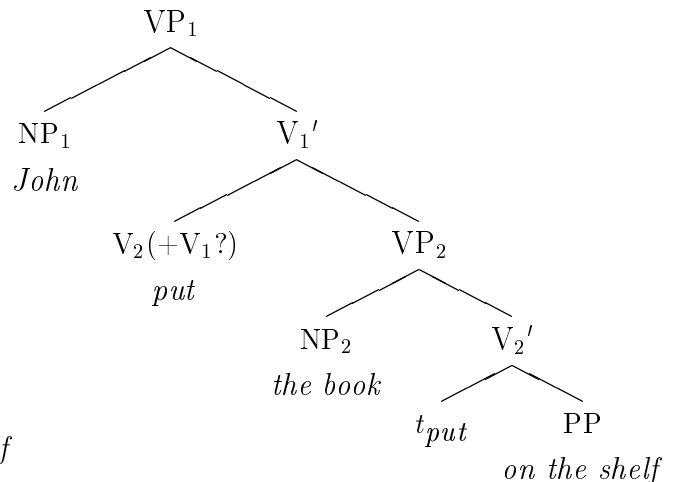 VP₁
NP₁ V₁′
John
V₂(+V₁?) VP₂
put
NP₂ V₂′
the book
t_put PP
f
on the shelf